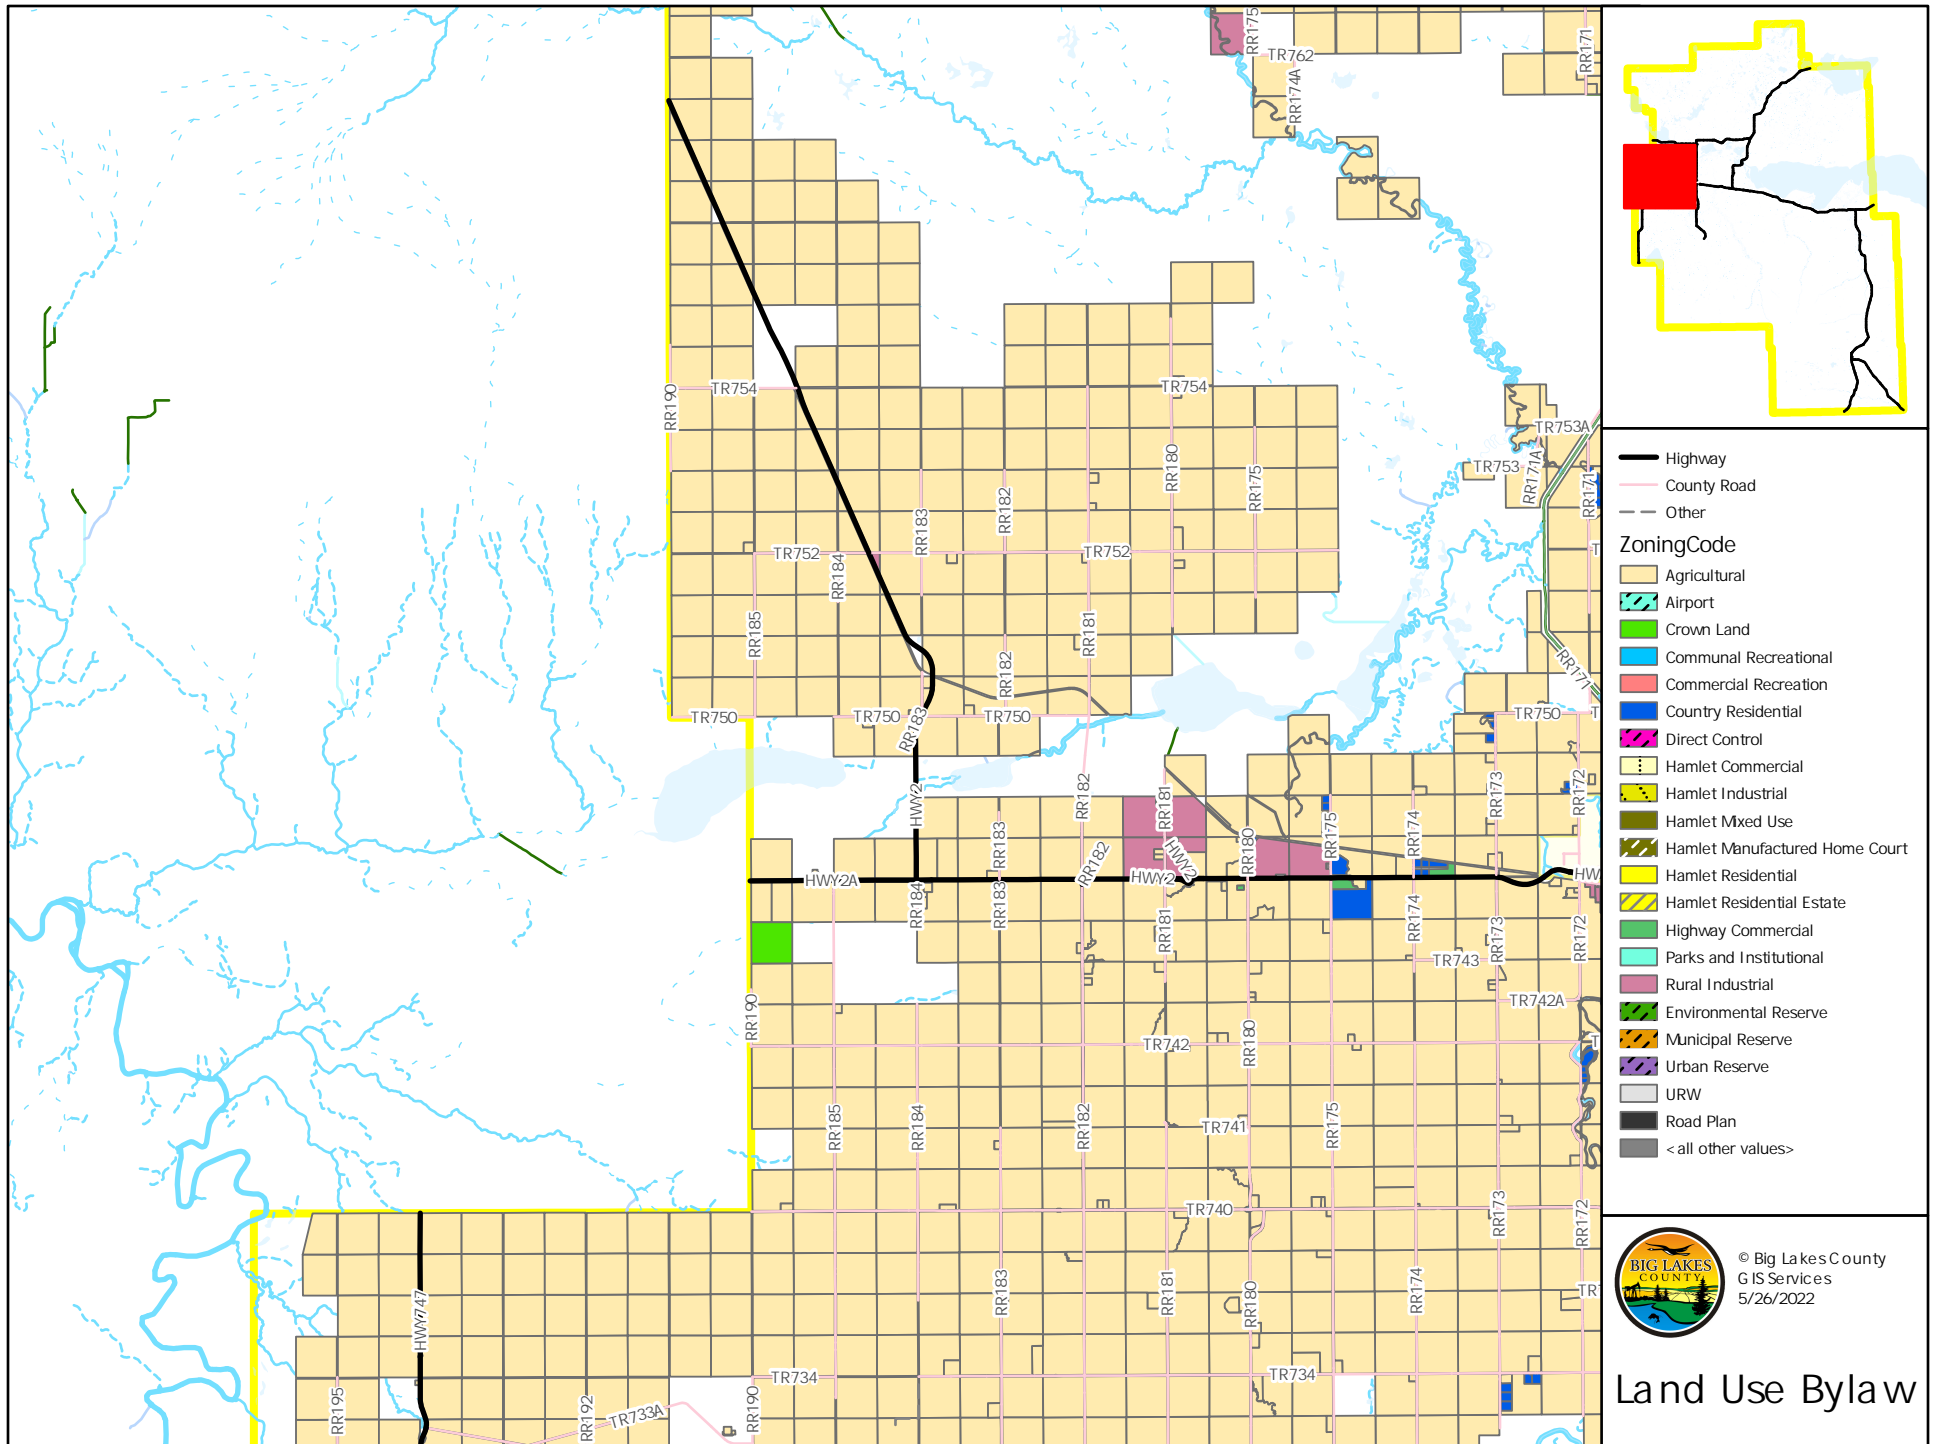 RR175
TR762
RR174A
RR171
RR190
TR754
TR754
TR753A
TR753
RR171A
RR171
RR180
RR175
RR182
RR183
TR752
TR752
RR184
RR185
RR181
RR182
RR171
TR750
TR750
TR750
TR750
RR183
HWY2
RR182
RR181
RR173
RR172
RR183
RR182
HWY2
RR180
RR175
RR174
HWY2A
HWY2
HW
RR184
RR183
RR181
RR174
RR173
RR172
TR743
RR190
TR742A
TR742
RR180
RR185
RR184
RR182
TR741
RR175
TR740
RR173
RR172
RR183
RR181
RR180
RR174
TR
HWY747
TR734
TR734
RR195
RR192
TR733A
RR190
Highway
County Road
Other
ZoningCode
Agricultural
Airport
Crown Land
Communal Recreational
Commercial Recreation
Country Residential
Direct Control
Hamlet Commercial
Hamlet Industrial
Hamlet Mixed Use
Hamlet Manufactured Home Court
Hamlet Residential
Hamlet Residential Estate
Highway Commercial
Parks and Institutional
Rural Industrial
Environmental Reserve
Municipal Reserve
Urban Reserve
URW
Road Plan
<all other values>
BIG LAKES
COUNTY
© Big Lakes County
GIS Services
5/26/2022
Land Use Bylaw